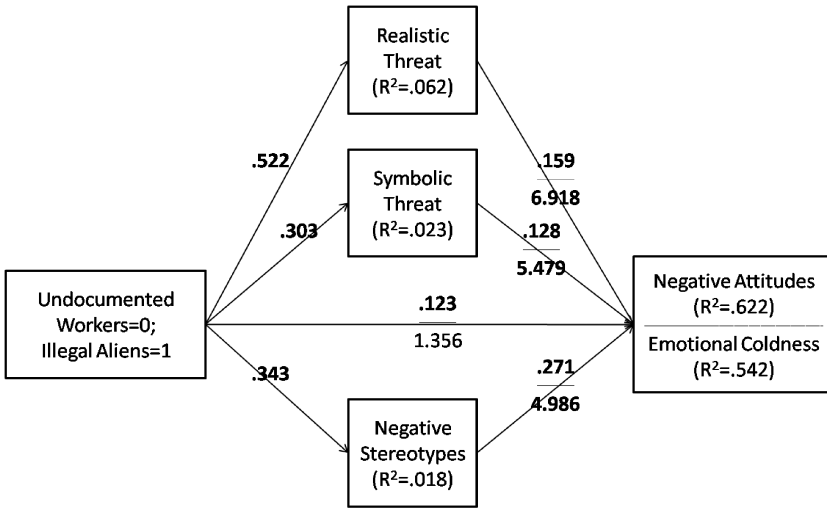 Realistic
Threat
(R²=.062)
.522
.159
6.918
Symbolic
Threat
(R²=.023)
.303
.128
5.479
Undocumented
Workers=0;
Illegal Aliens=1
.123
1.356
Negative Attitudes
(R²=.622)
Emotional Coldness
(R²=.542)
.343
.271
4.986
Negative
Stereotypes
(R²=.018)